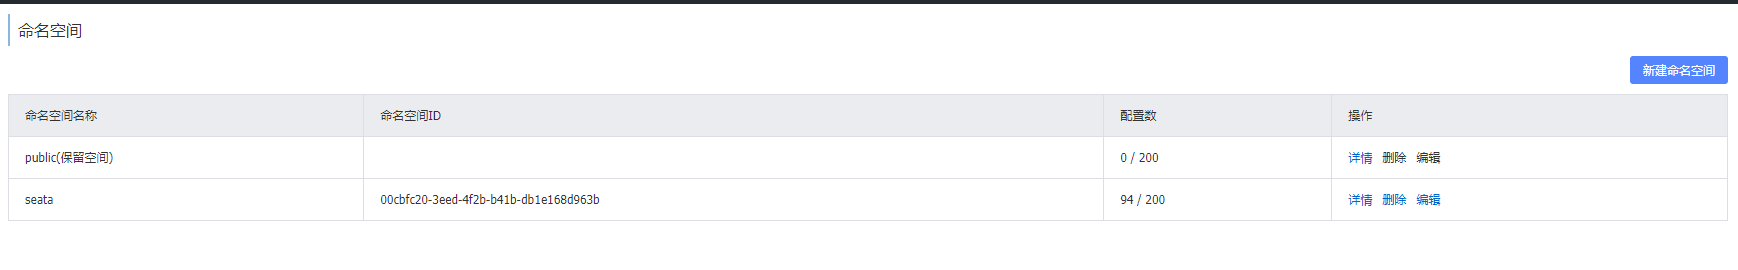 命名空间
新建命名空间
命名空间名称 命名空间ID 配置数 操作
public(保留空间) 0 / 200 详情 删除 编辑
seata 00cbfc20-3eed-4f2b-b41b-db1e168d963b 94 / 200 详情 删除 编辑